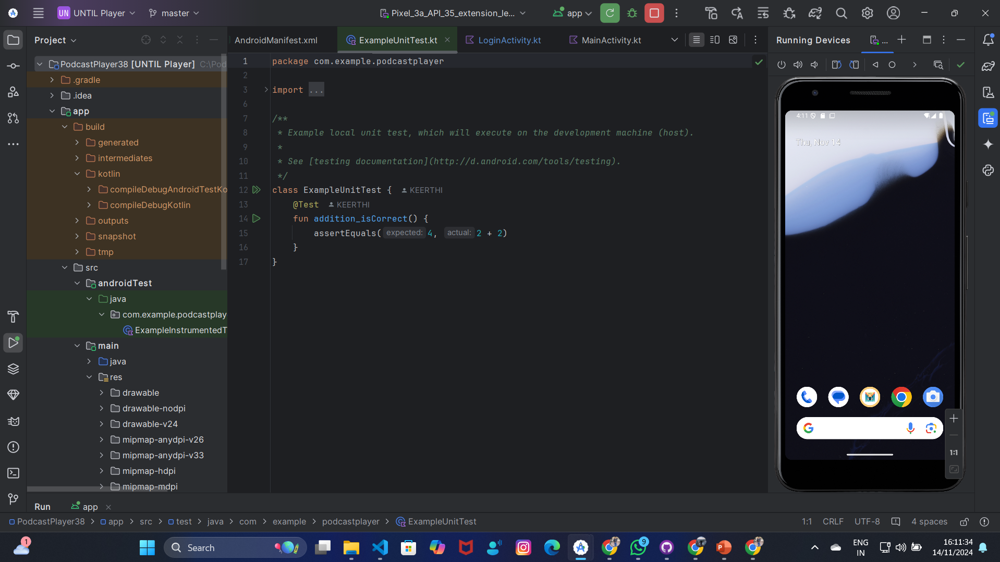 UN UNTIL Player master Pixel_3a_API_35_extension_le... app
Project
AndroidManifest.xml ExampleUnitTest.kt LoginActivity.kt MainActivity.kt
Running Devices ...
PodcastPlayer38 [UNTIL Player] C:\Pod
.gradle
.idea
app
build
generated
intermediates
kotlin
compileDebugAndroidTestKo
compileDebugKotlin
outputs
snapshot
tmp
src
androidTest
java
com.example.podcastplay
ExampleInstrumentedT
main
java
res
drawable
drawable-nodpi
drawable-v24
mipmap-anydpi-v26
mipmap-anydpi-v33
mipmap-hdpi
mipmap-mdpi
1 package com.example.podcastplayer
2
3 import ...
6
7 /**
8 * Example local unit test, which will execute on the development machine (host).
9 *
10 * See [testing documentation](http://d.android.com/tools/testing).
11 */
12 class ExampleUnitTest { KEERTHI
13 @Test KEERTHI
14 fun addition_isCorrect() {
15 assertEquals( expected: 4, actual: 2 + 2)
16 }
17 }
4:11
Thu, Nov 14
1:1
Run app
PodcastPlayer38 > app > src > test > java > com > example > podcastplayer > ExampleUnitTest
1:1 CRLF UTF-8 4 spaces
1
Search
9
ENG
IN
16:11:34
14/11/2024